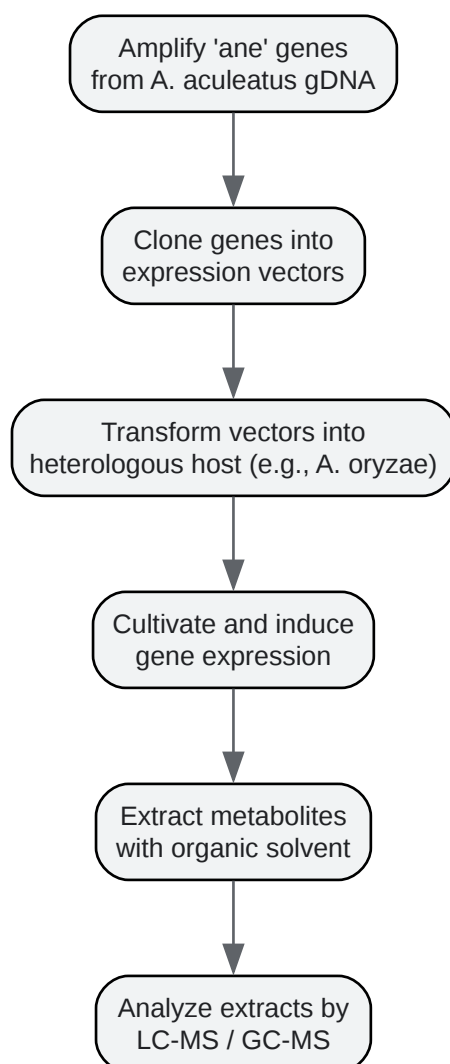 Amplify 'ane' genes
from A. aculeatus gDNA
Clone genes into
expression vectors
Transform vectors into
heterologous host (e.g., A. oryzae)
Cultivate and induce
gene expression
Extract metabolites
with organic solvent
Analyze extracts by
LC-MS / GC-MS